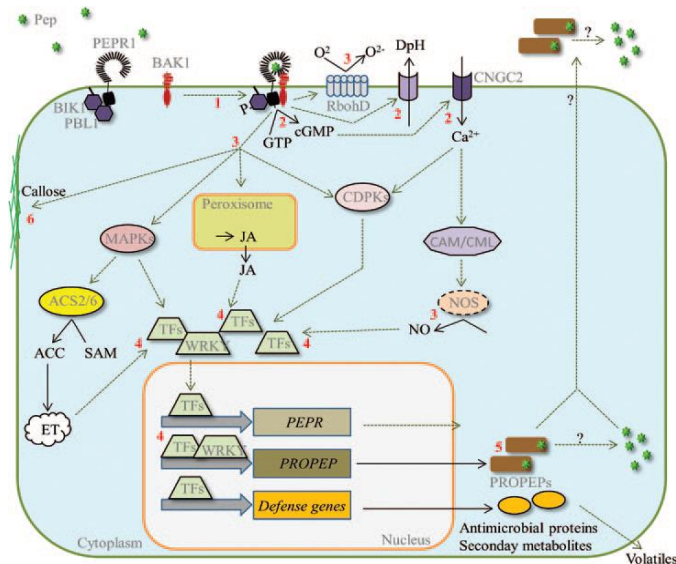 Pep
PEPR1
BAK1
BIK1
PBL1
1
P
2
GTP
cGMP
O2
3
O2-
RbohD
DpH
2
CNGC2
2
Ca2+
?
?
3
Callose
6
MAPKs
Peroxisome
JA
JA
CDPKs
CAM/CML
NOS
3
NO
ACS2/6
ACC
SAM
ET
4
TFs
WRKY
4
TFs
TFs
4
TFs
PEPR
4
TFs
WRKY
PROPEP
TFs
Defense genes
5
?
PROPEPs
Antimicrobial proteins
Seconday metabolites
Cytoplasm
Nucleus
Volatiles